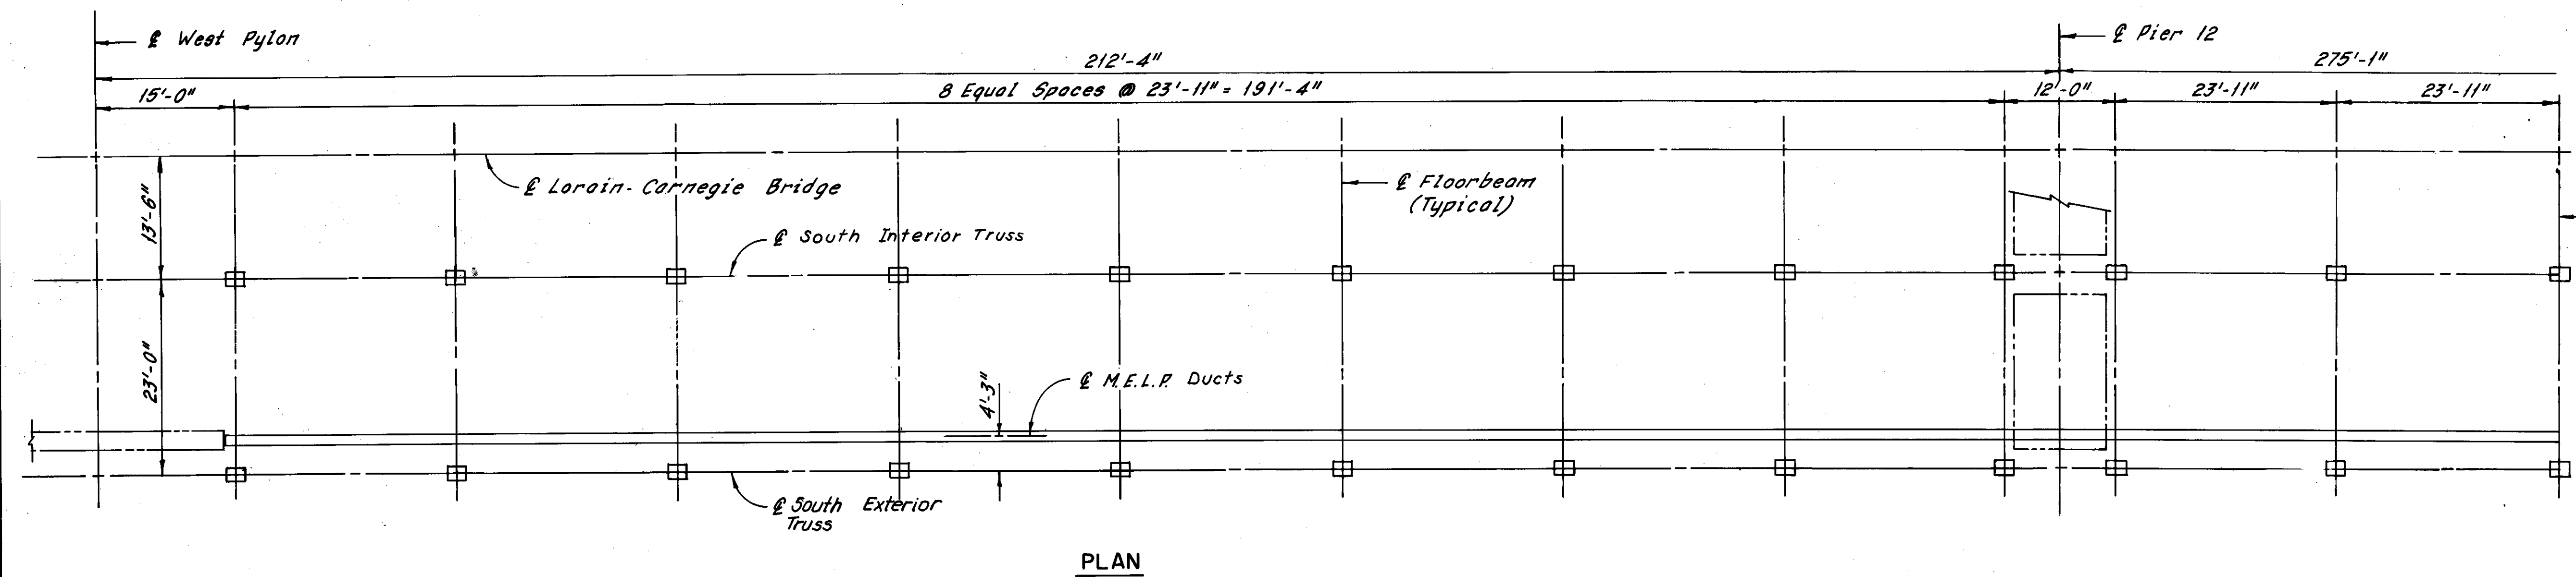 ℄ West Pylon
℄ Pier 12
212'-4"
275'-1"
15'-0"
8 Equal Spaces @ 23'-11" = 191'-4"
12'-0"
23'-11"
23'-11"
13'-6"
℄ Lorain-Carnegie Bridge
℄ Floorbeam
(Typical)
℄ South Interior Truss
23'-0"
4'-3"
℄ M.E.L.P. Ducts
℄ South Exterior
Truss
PLAN